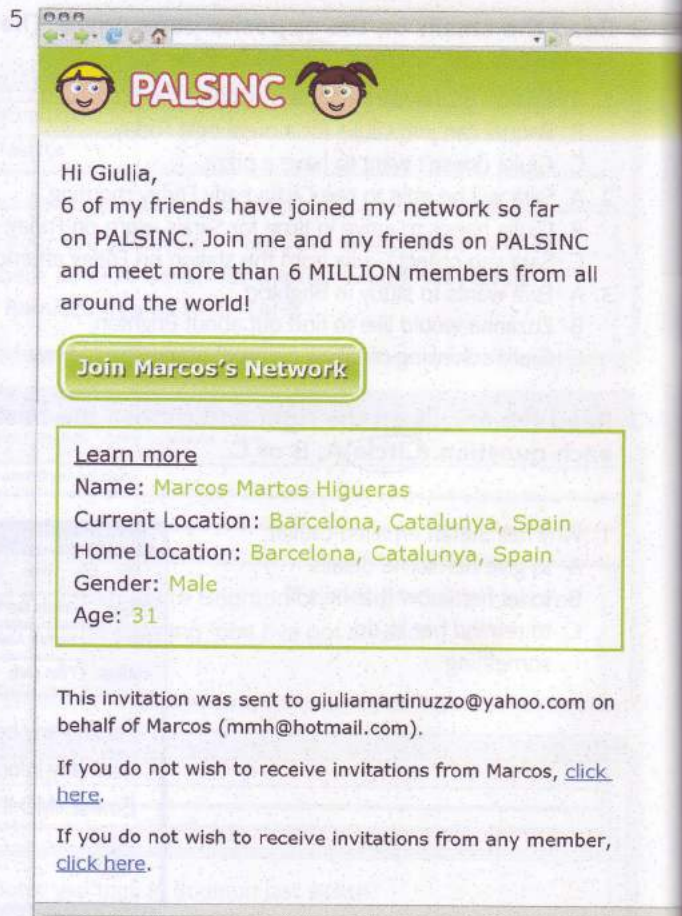 5
PALSINC
Hi Giulia,
6 of my friends have joined my network so far
on PALSINC. Join me and my friends on PALSINC
and meet more than 6 MILLION members from all
around the world!
Join Marcos's Network
Learn more
Name: Marcos Martos Higueras
Current Location: Barcelona, Catalunya, Spain
Home Location: Barcelona, Catalunya, Spain
Gender: Male
Age: 31
This invitation was sent to giuliamartinuzzo@yahoo.com on
behalf of Marcos (mmh@hotmail.com).
If you do not wish to receive invitations from Marcos, click
here.
If you do not wish to receive invitations from any member,
click here.